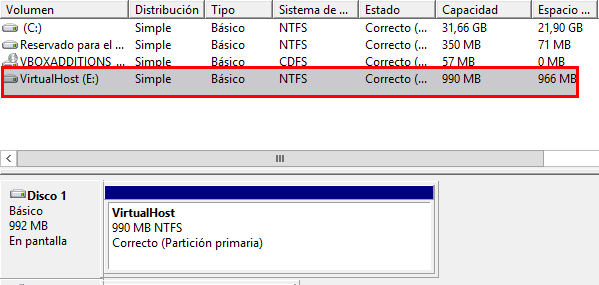 Volumen Distribución Tipo Sistema de ... Estado Capacidad Espacio ...
(C:) Simple Básico NTFS Correcto (... 31,66 GB 21,90 GB
Reservado para el ... Simple Básico NTFS Correcto (... 350 MB 71 MB
VBOXADDITIONS ... Simple Básico CDFS Correcto (... 57 MB 0 MB
VirtualHost (E:) Simple Básico NTFS Correcto (... 990 MB 966 MB
Disco 1
Básico
992 MB
En pantalla
VirtualHost
990 MB NTFS
Correcto (Partición primaria)